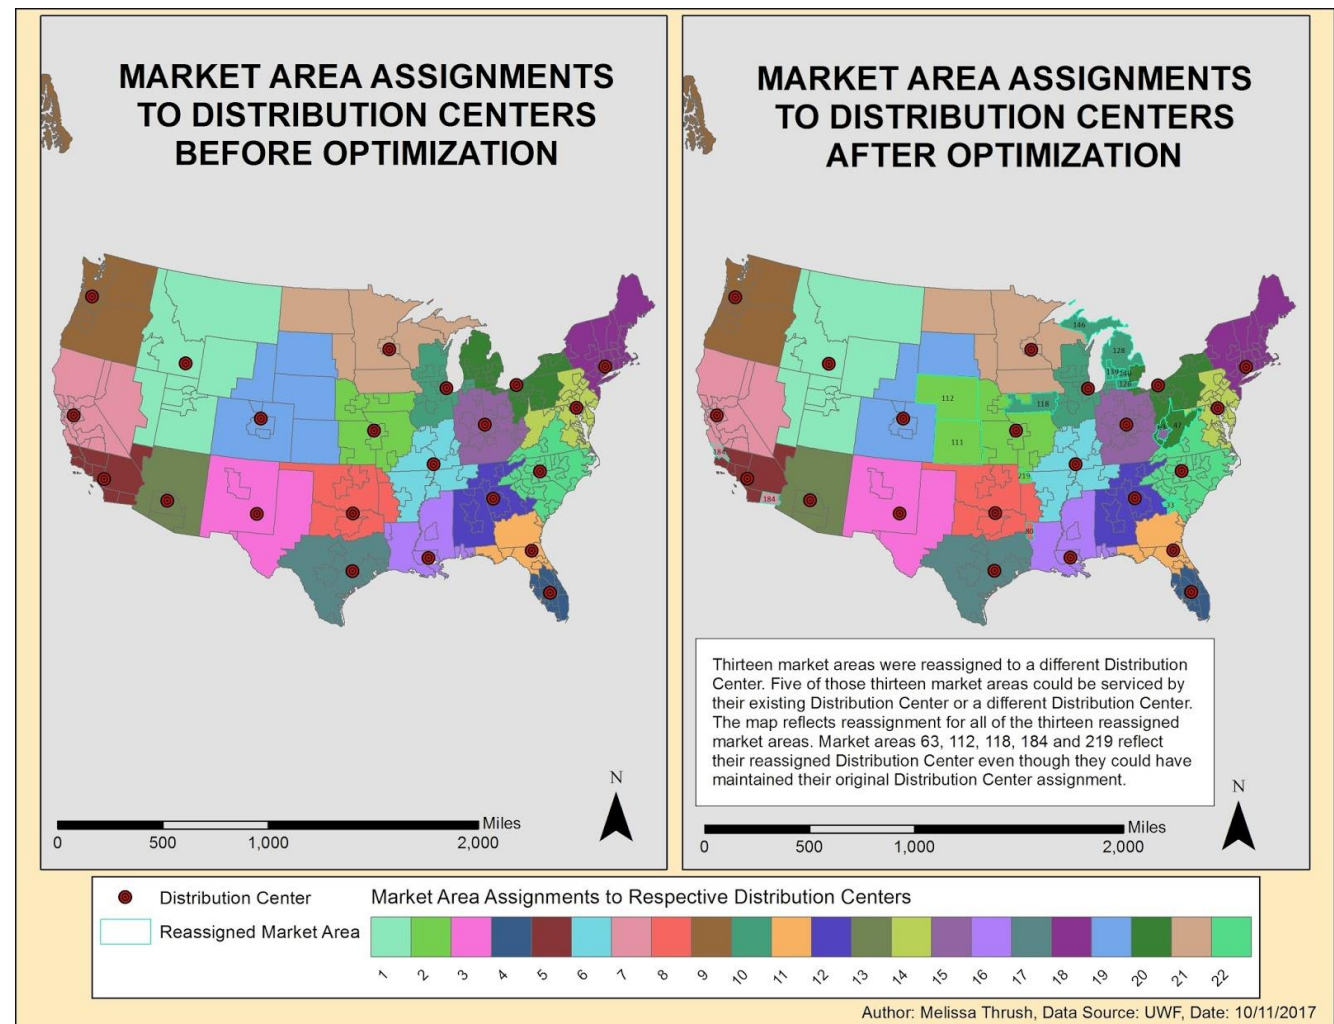 MARKET AREA ASSIGNMENTS
TO DISTRIBUTION CENTERS
BEFORE OPTIMIZATION
N
Miles
0 500 1,000 2,000
MARKET AREA ASSIGNMENTS
TO DISTRIBUTION CENTERS
AFTER OPTIMIZATION
146
128
139
126
112
118
111
47
184
219
184
80
33
Thirteen market areas were reassigned to a different Distribution
Center. Five of those thirteen market areas could be serviced by
their existing Distribution Center or a different Distribution Center.
The map reflects reassignment for all of the thirteen reassigned
market areas. Market areas 63, 112, 118, 184 and 219 reflect
their reassigned Distribution Center even though they could have
maintained their original Distribution Center assignment.
N
Miles
0 500 1,000 2,000
Distribution Center
Reassigned Market Area
Market Area Assignments to Respective Distribution Centers
1 2 3 4 5 6 7 8 9 10 11 12 13 14 15 16 17 18 19 20 21 22
Author: Melissa Thrush, Data Source: UWF, Date: 10/11/2017